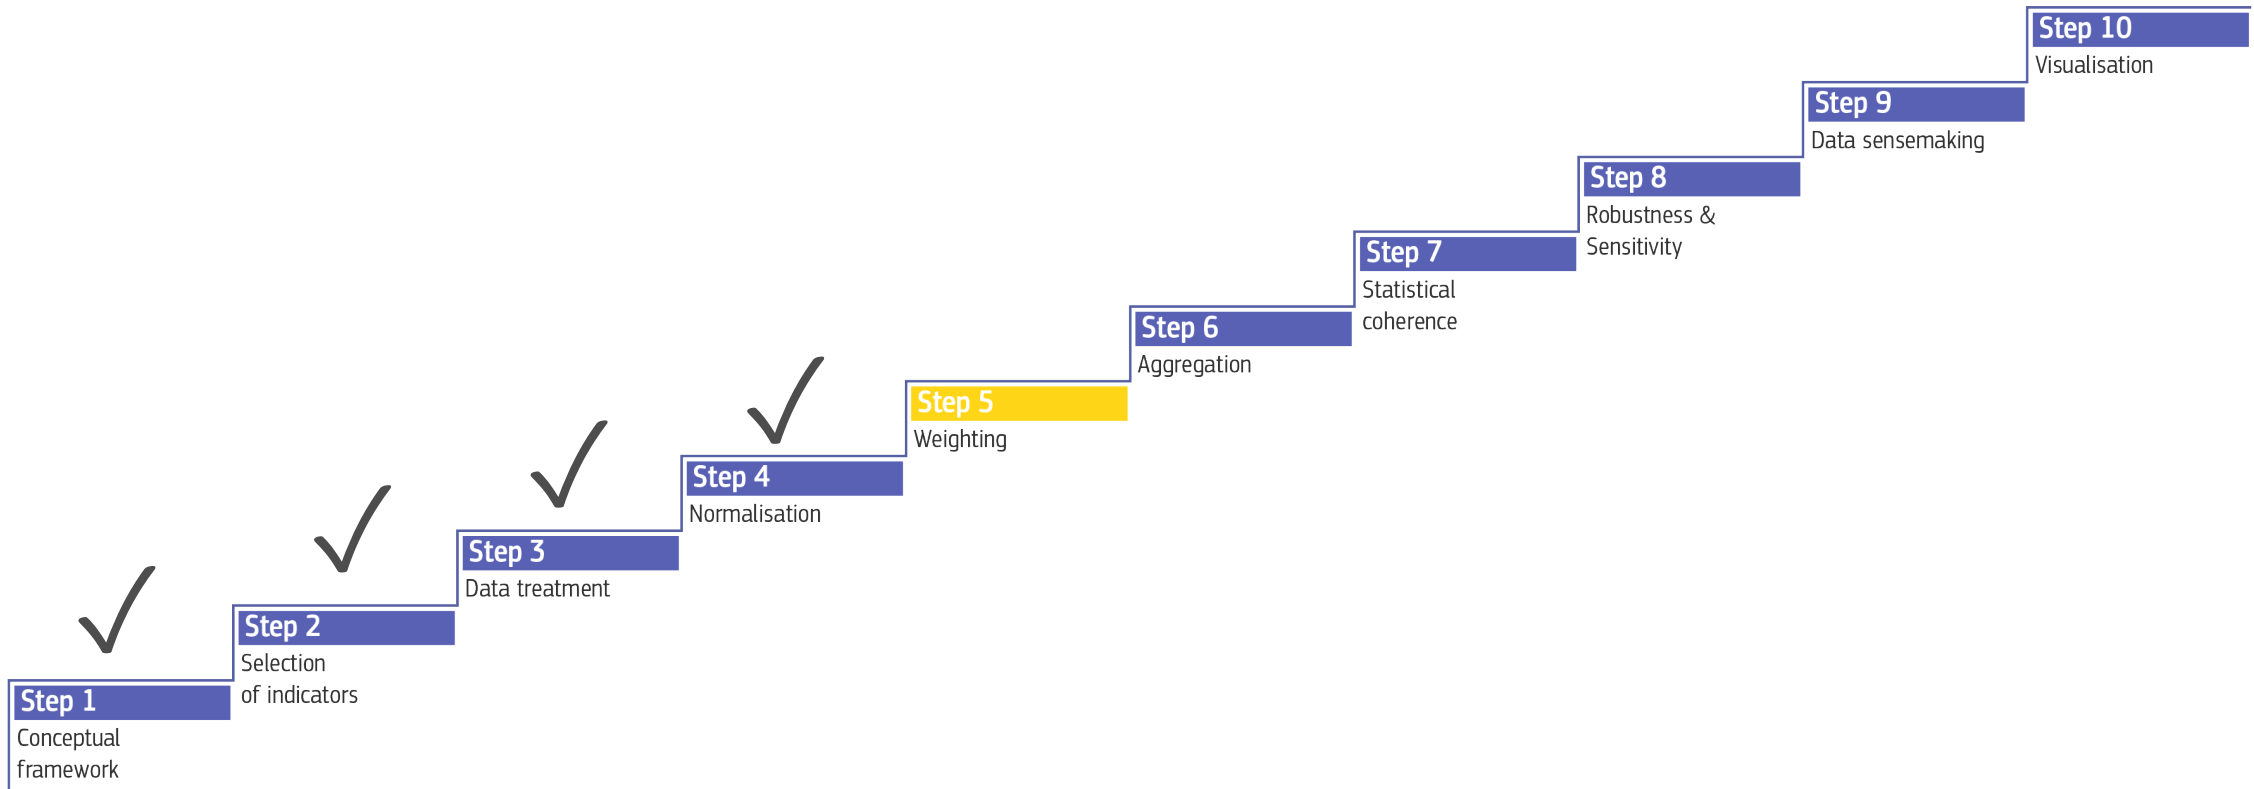 Step 1
Conceptual
framework
Step 2
Selection
of indicators
Step 3
Data treatment
Step 4
Normalisation
Step 5
Weighting
Step 6
Aggregation
Step 7
Statistical
coherence
Step 8
Robustness &
Sensitivity
Step 9
Data sensemaking
Step 10
Visualisation